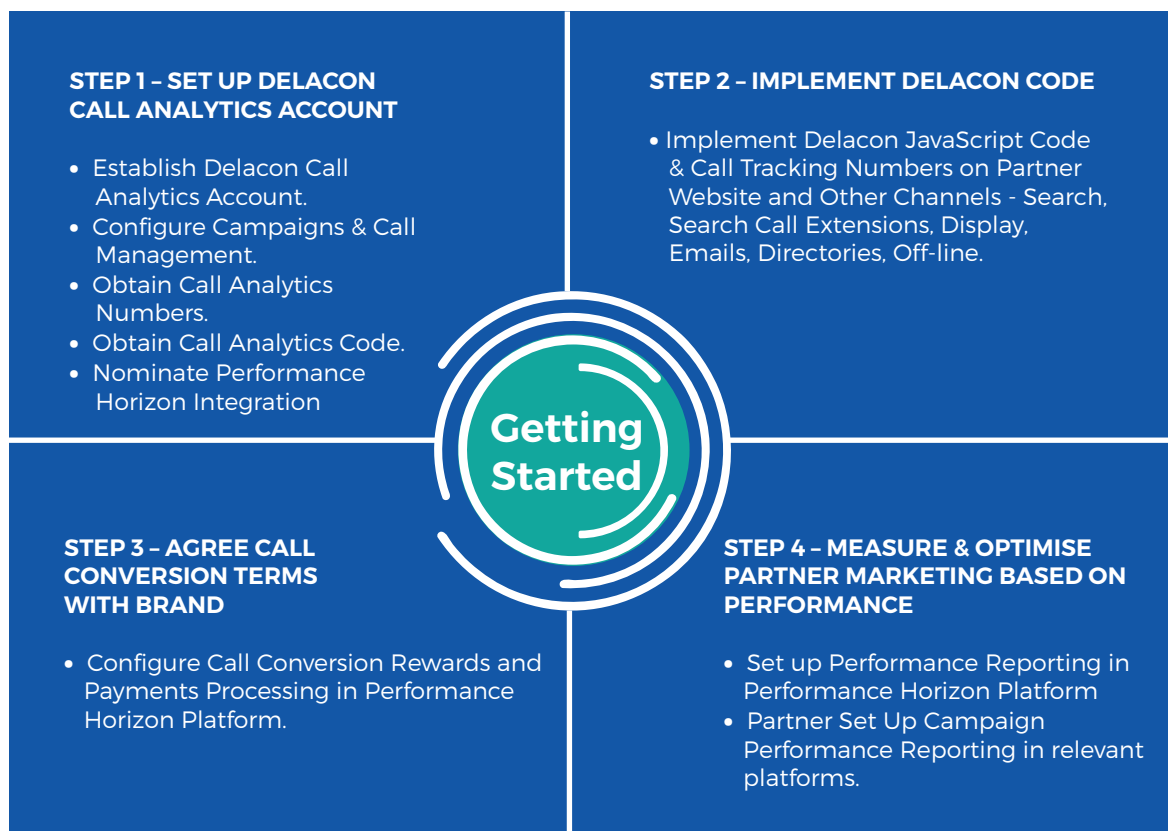 STEP 1 – SET UP DELACON
CALL ANALYTICS ACCOUNT
• Establish Delacon Call
Analytics Account.
• Configure Campaigns & Call
Management.
• Obtain Call Analytics
Numbers.
• Obtain Call Analytics Code.
• Nominate Performance
Horizon Integration
STEP 2 – IMPLEMENT DELACON CODE
• Implement Delacon JavaScript Code
& Call Tracking Numbers on Partner
Website and Other Channels - Search,
Search Call Extensions, Display,
Emails, Directories, Off-line.
Getting
Started
STEP 3 – AGREE CALL
CONVERSION TERMS
WITH BRAND
• Configure Call Conversion Rewards and
Payments Processing in Performance
Horizon Platform.
STEP 4 – MEASURE & OPTIMISE
PARTNER MARKETING BASED ON
PERFORMANCE
• Set up Performance Reporting in
Performance Horizon Platform
• Partner Set Up Campaign
Performance Reporting in relevant
platforms.